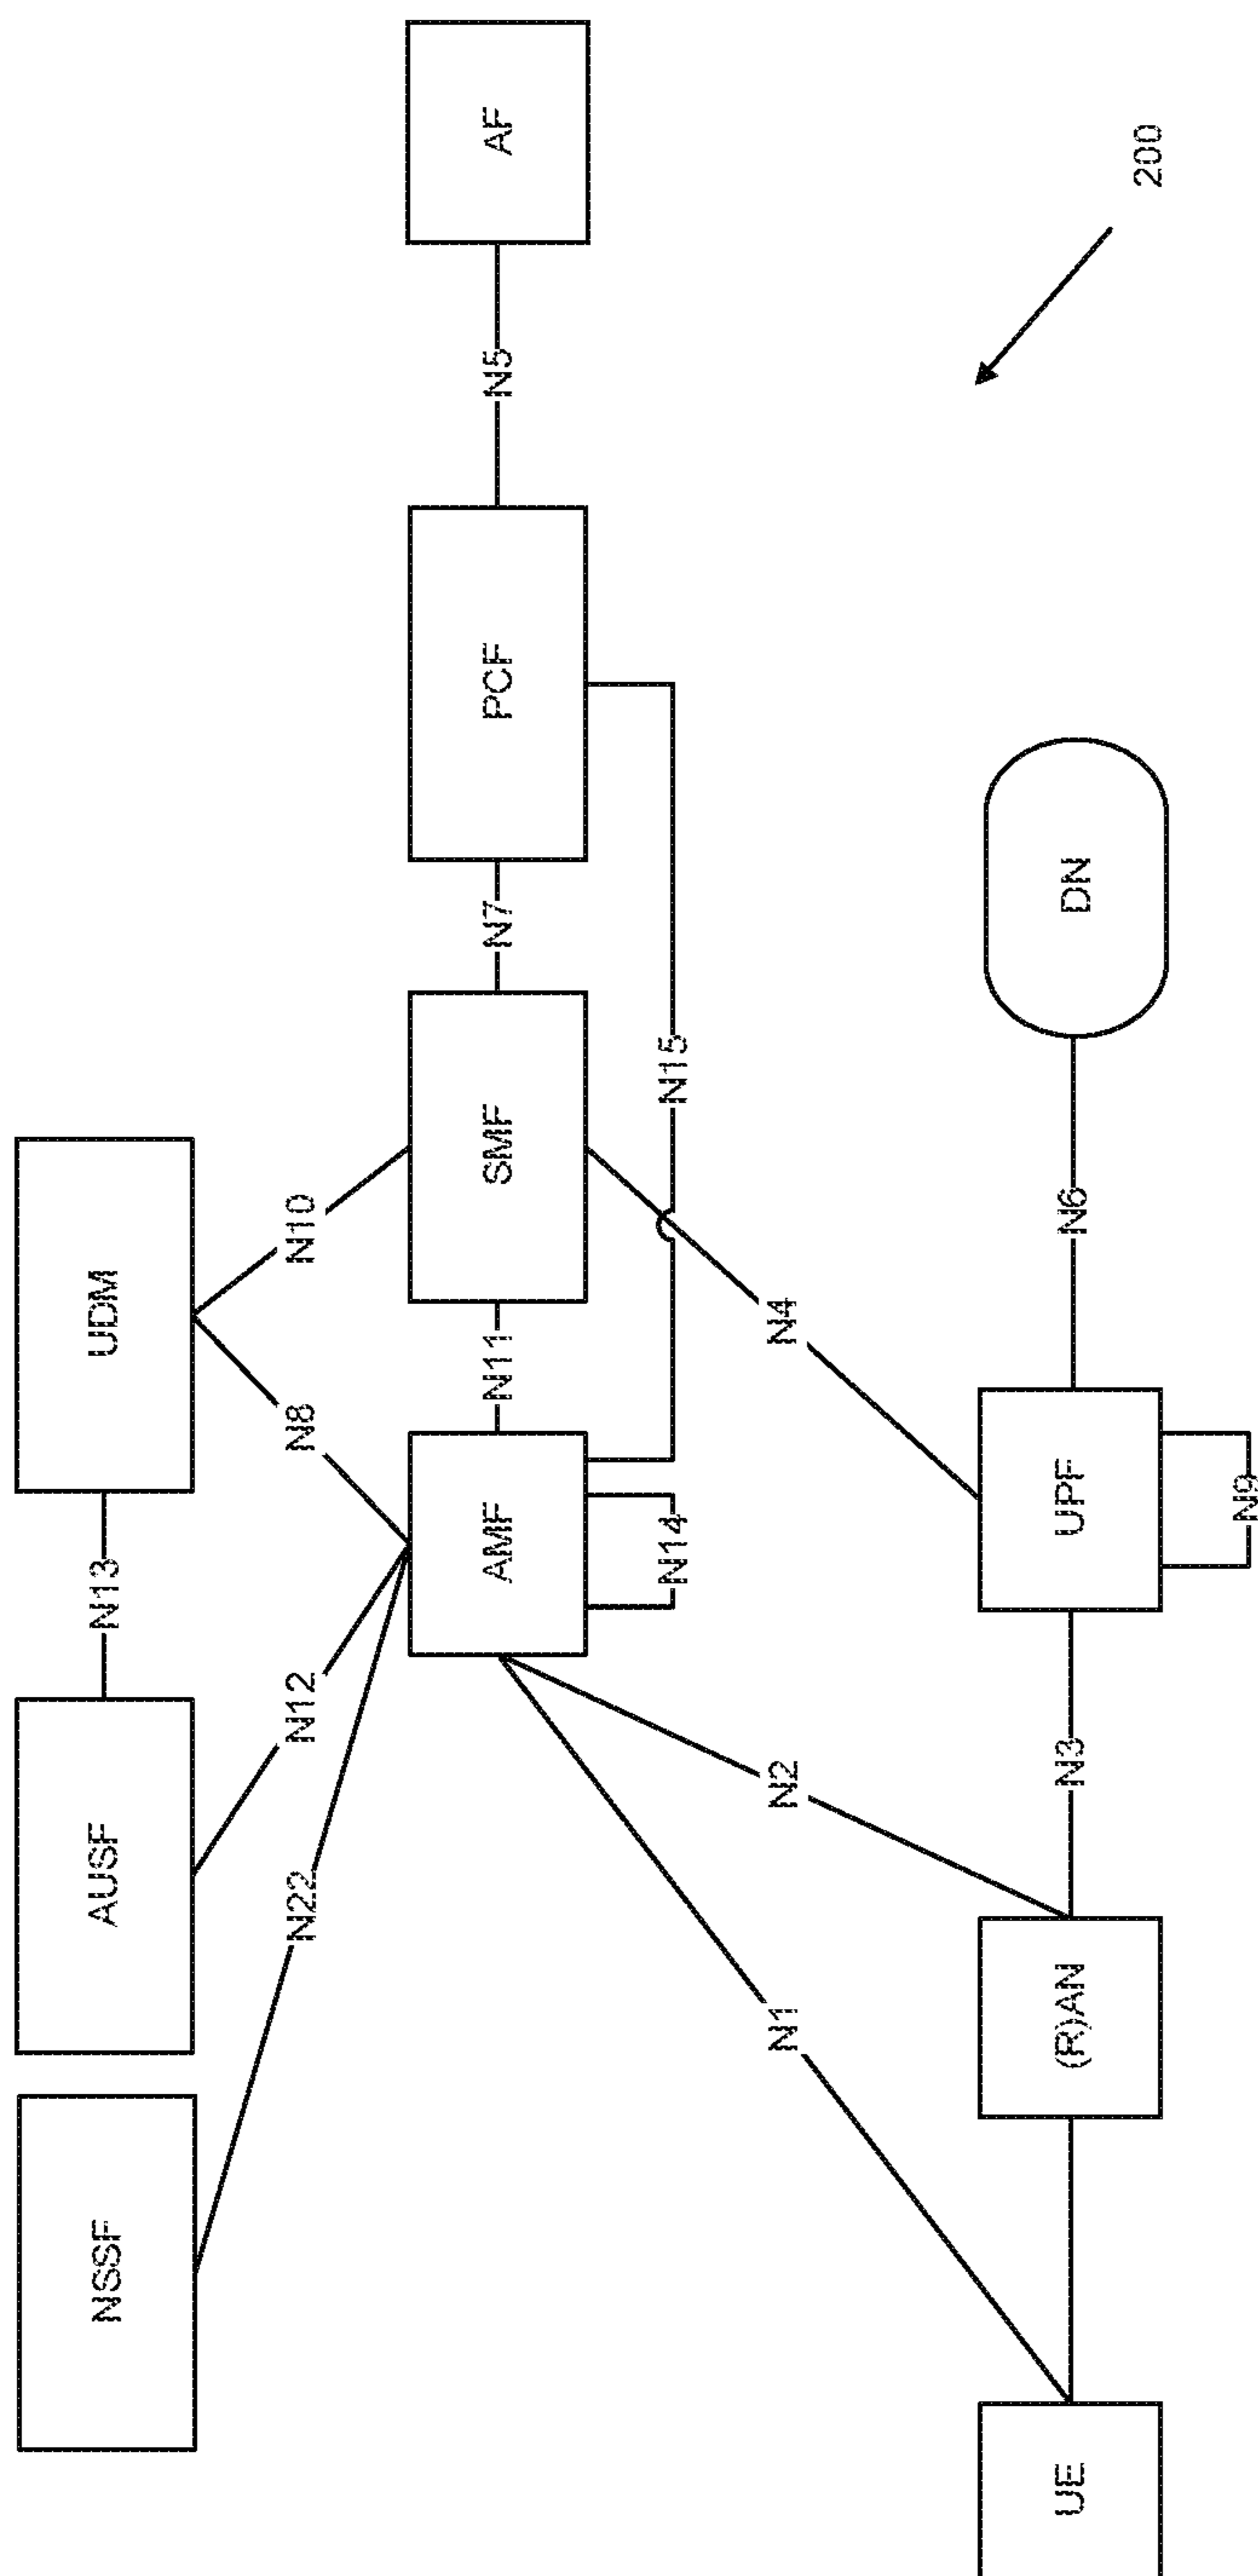 NSSF
AUSF
N13
UDM
N22
N12
N8
N10
AMF
N11
SMF
N7
PCF
N5
AF
N14
N15
N1
N2
N4
UE
(R)AN
N3
UPF
N6
DN
N9
200